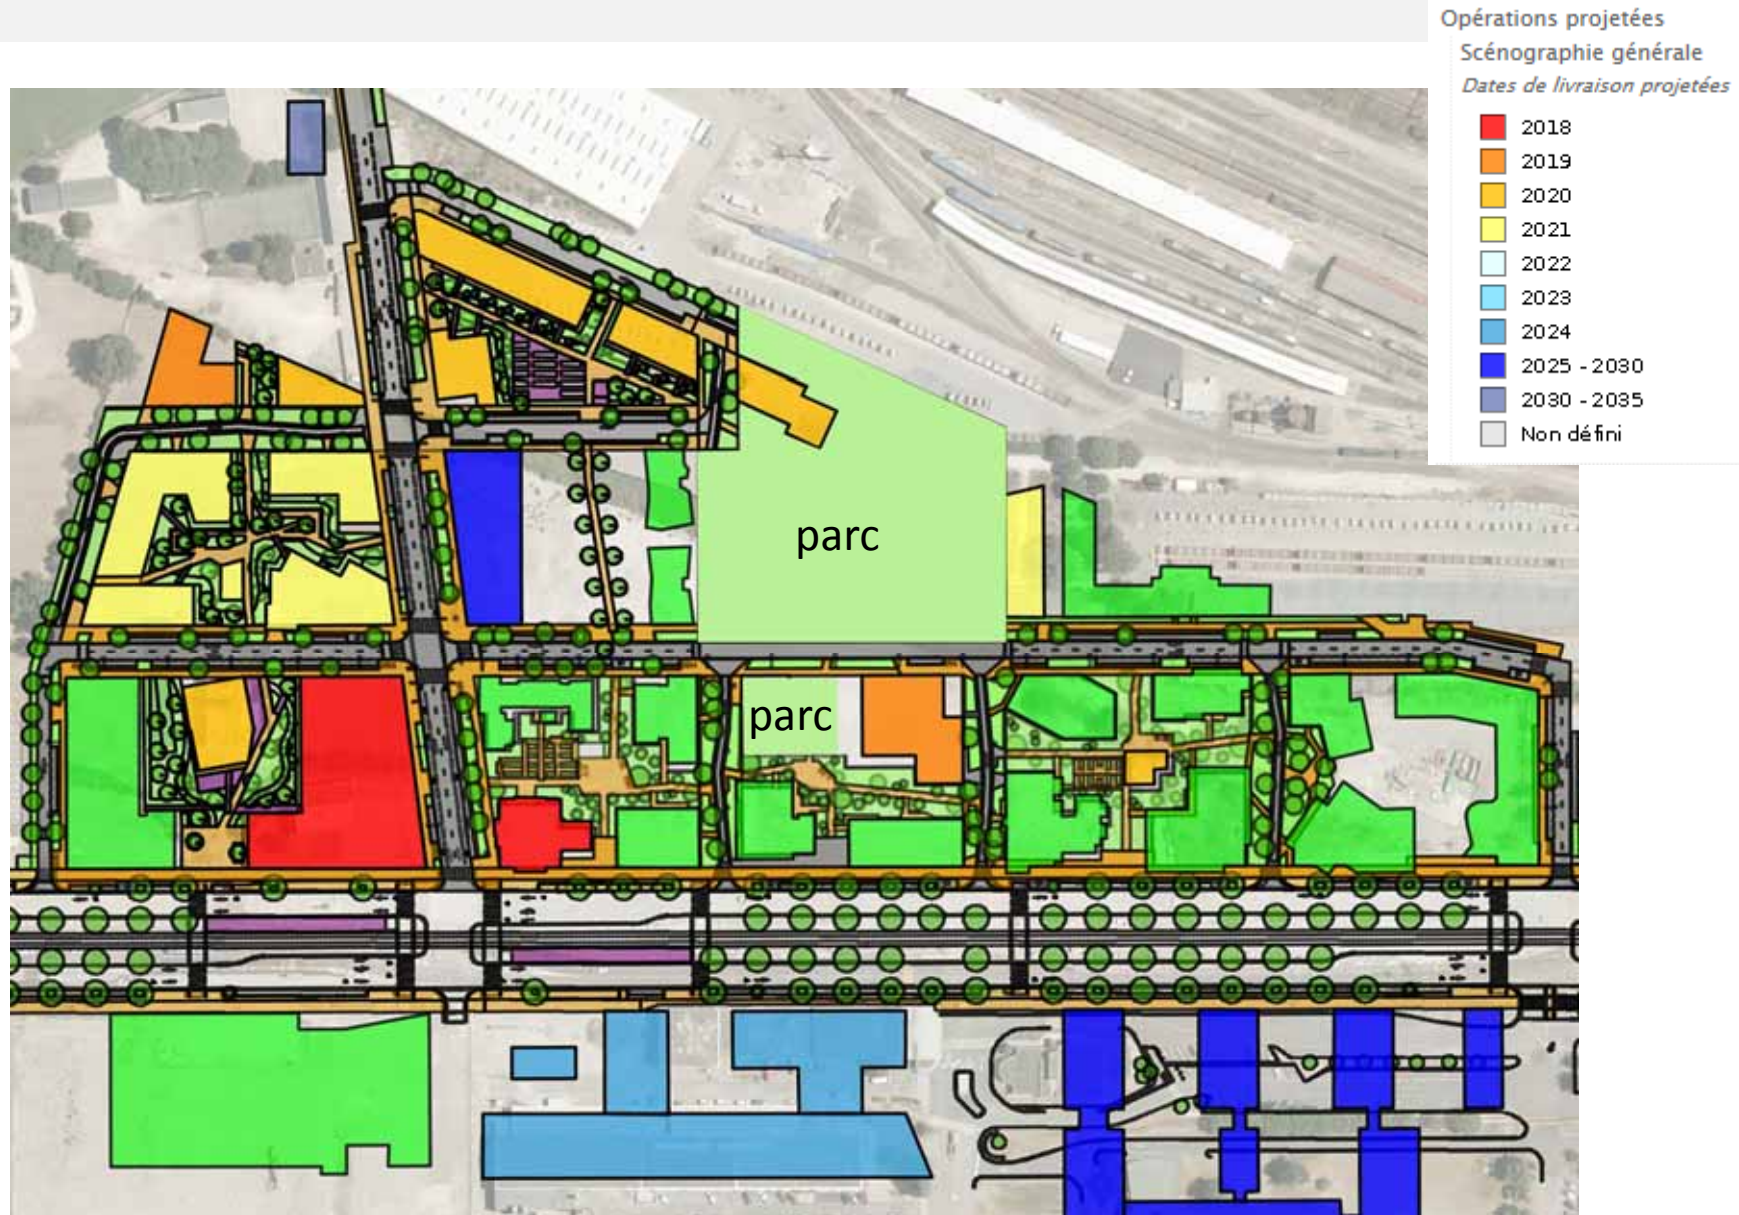 Opérations projetées
Scénographie générale
Dates de livraison projetées
2018
2019
2020
2021
2022
2023
2024
2025 - 2030
2030 - 2035
Non défini
parc
parc